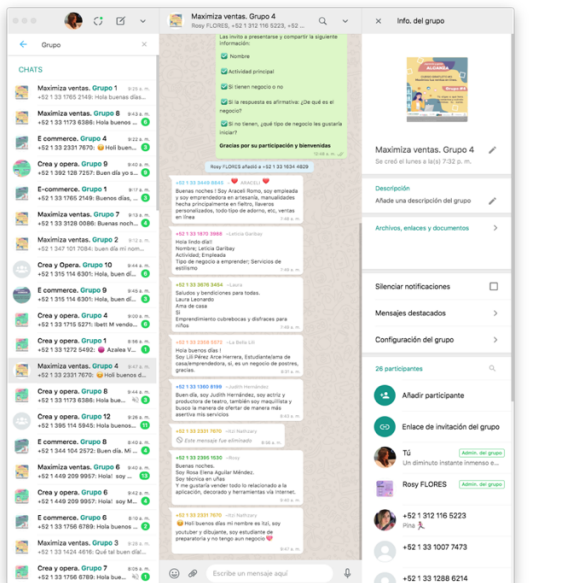 Grupo
CHATS
Maximiza ventas. Grupo 1
+52 1 33 1765 2149: Hola buenas días...
Maximiza ventas. Grupo 8
+52 1 33 1173 6386: Hola buenos ...
E commerce. Grupo 4
+52 1 33 2331 7670: Holi buen...
Crea y opera. Grupo 9
+52 1 392 128 7257: Buen día yo s...
E-commerce. Grupo 1
+52 1 33 1765 2149: Buenos días, ...
Maximiza ventas. Grupo 7
+52 1 33 3128 0086: Buenas noch...
Maximiza ventas. Grupo 2
+52 1 347 101 7084: buen día mi nom...
Crea y Opera. Grupo 10
+52 1 315 114 6301: Hola, buen dí...
E commerce. Grupo 9
+52 1 315 114 6301: hola, buen dí...
Crea y opera. Grupo 4
+52 1 33 1715 5271: Ibett M vendo...
Crea y opera. Grupo 1
+52 1 33 1272 5492: Azalea V...
Maximiza ventas. Grupo 4
+52 1 33 2331 7670: Holi buenos d...
Crea y opera. Grupo 8
+52 1 33 1173 6386: Hola bue...
Crea y opera. Grupo 12
+52 1 395 114 5945: Hola buenos...
E commerce. Grupo 8
+52 1 344 104 2572: Buen día. Mi ...
Maximiza ventas. Grupo 6
+52 1 449 209 9957: Hola! soy ...
Crea y opera. Grupo 6
+52 1 449 209 9957: Hola! soy M...
E commerce. Grupo 6
+52 1 33 1756 6789: Hola buenos ...
Maximiza ventas. Grupo 3
+52 1 33 1424 4816: Qué tal buen día...
Crea y opera. Grupo 7
+52 1 33 1756 6789: Hola bue...
Maximiza ventas. Grupo 4
Rosy FLORES, +52 1 312 116 5223, +52 ...
Les invito a presentarse y compartir la siguiente
información:
Nombre
Actividad principal
Si tienen negocio o no
Si la respuesta es afirmativa: ¿De qué es el
negocio?
Si no tienen, ¿qué tipo de negocio les gustaría
iniciar?
Gracias por su participación y bienvenidas
Rosy FLORES añadió a +52 1 33 1634 4829
ARACELI
Buenas noches ! Soy Araceli Romo, soy empleada
y soy emprendedora en artesanía, manualidades
hecha principalmente en fieltro, llaveros
personalizados, todo tipo de adorno, etc, ventas
en línea
~Leticia Garibay
Hola lindo día!!
Nombre; Leticia Garibay
Actividad; Empleada
Tipo de negocio a emprender; Servicios de
estilismo
~Laura
Saludos y bendiciones para todas.
Laura Leonardo
Ama de casa
Si
Emprendimiento cubrebocas y disfraces para
niños
Hola buenos días !
Soy Lili Pérez Arce Herrera, Estudiante/ama de
casa/emprendedora, sí, es un negocio de postres,
gracias.
~Judith Hernández
Buen día, soy Judith Hernández, soy actriz y
productora de teatro, también soy maquillista y
busco la manera de ofertar de manera más
asertiva mis servicios
Este mensaje fue eliminado
~Rosy
Buenas noches.
Soy Rosa Elena Aguilar Méndez.
Soy técnica en uñas
Y me gustaría vender todo lo relacionado a la
aplicación, decorado y herramientas vía internet.
Holi buenos días mi nombre es Itzi, soy
youtuber y dibujante, soy estudiante de
preparatoria y no tengo aun negocio
Escribe un mensaje aquí
Info. del grupo
Maximiza ventas. Grupo 4
Se creó el lunes a la(s) 7:32 p. m.
Descripción
Añade una descripción del grupo
Archivos, enlaces y documentos
Silenciar notificaciones
Mensajes destacados
Configuración del grupo
26 participantes
Añadir participante
Enlace de invitación del grupo
Tú
Admin. del grupo
Un diminuto instante inmenso e...
Rosy FLORES
Admin. del grupo
+52 1 312 116 5223
Pina
+52 1 33 1007 7473
+52 1 33 1288 6214